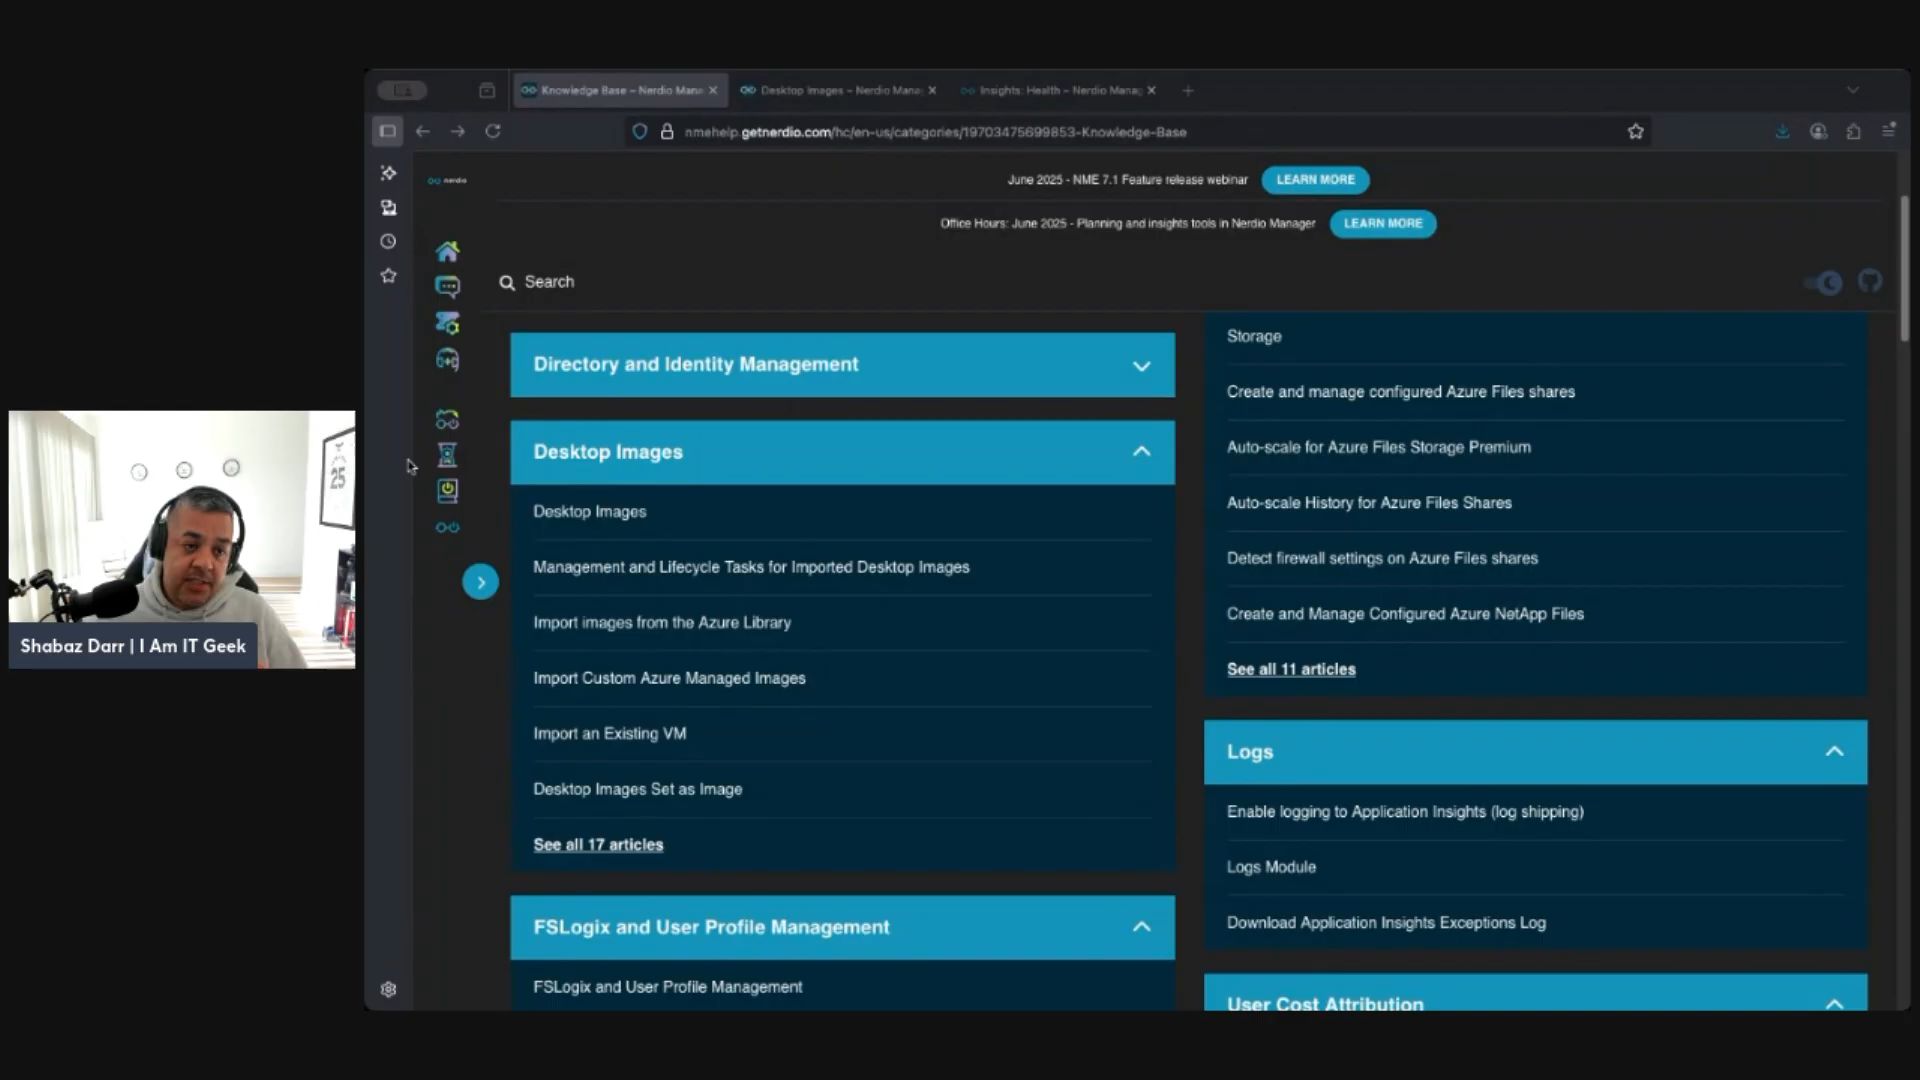 Knowledge Base – Nerdio Mana
Desktop Images – Nerdio Mana
Insights: Health – Nerdio Manag
nmehelp.getnerdio.com/hc/en-us/categories/19703475699853-Knowledge-Base
nerdio
June 2025 - NME 7.1 Feature release webinar
LEARN MORE
Office Hours: June 2025 - Planning and insights tools in Nerdio Manager
LEARN MORE
Search
Directory and Identity Management
Desktop Images
Desktop Images
Management and Lifecycle Tasks for Imported Desktop Images
Import images from the Azure Library
Import Custom Azure Managed Images
Import an Existing VM
Desktop Images Set as Image
See all 17 articles
FSLogix and User Profile Management
FSLogix and User Profile Management
Storage
Create and manage configured Azure Files shares
Auto-scale for Azure Files Storage Premium
Auto-scale History for Azure Files Shares
Detect firewall settings on Azure Files shares
Create and Manage Configured Azure NetApp Files
See all 11 articles
Logs
Enable logging to Application Insights (log shipping)
Logs Module
Download Application Insights Exceptions Log
User Cost Attribution
25
Shabaz Darr | I Am IT Geek